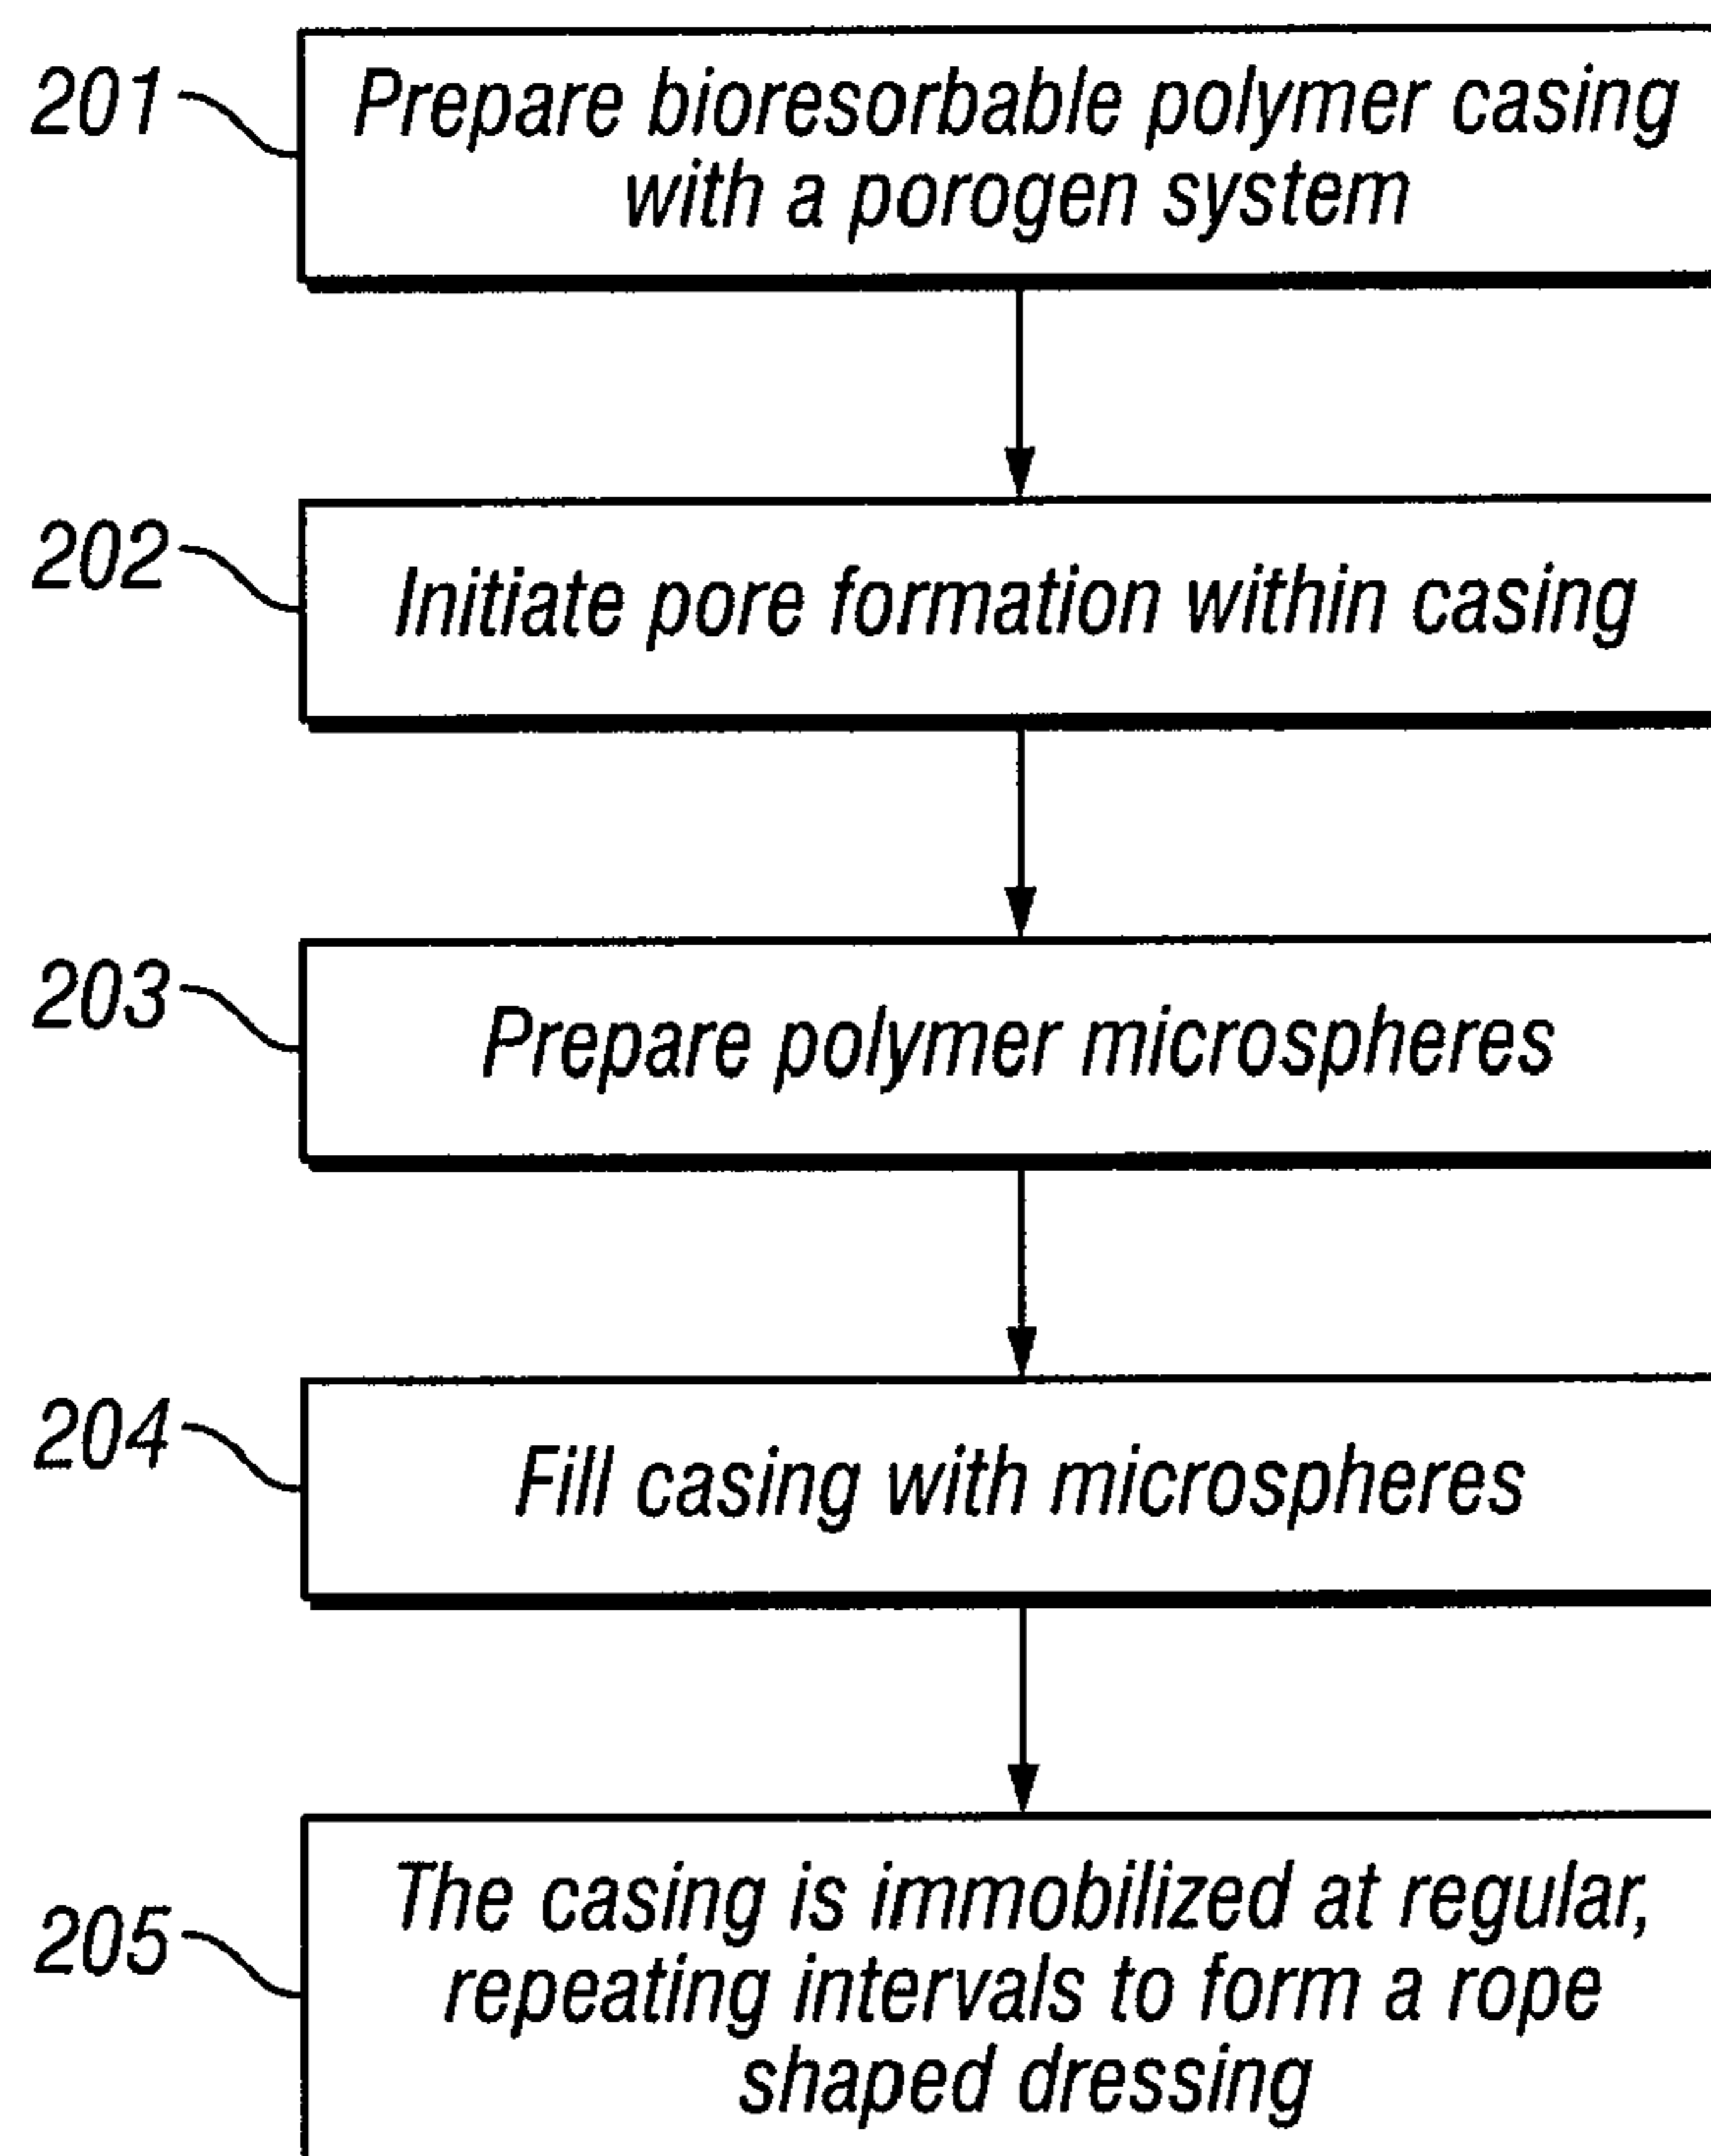 201
Prepare bioresorbable polymer casing
with a porogen system
202
Initiate pore formation within casing
203
Prepare polymer microspheres
204
Fill casing with microspheres
205
The casing is immobilized at regular,
repeating intervals to form a rope
shaped dressing